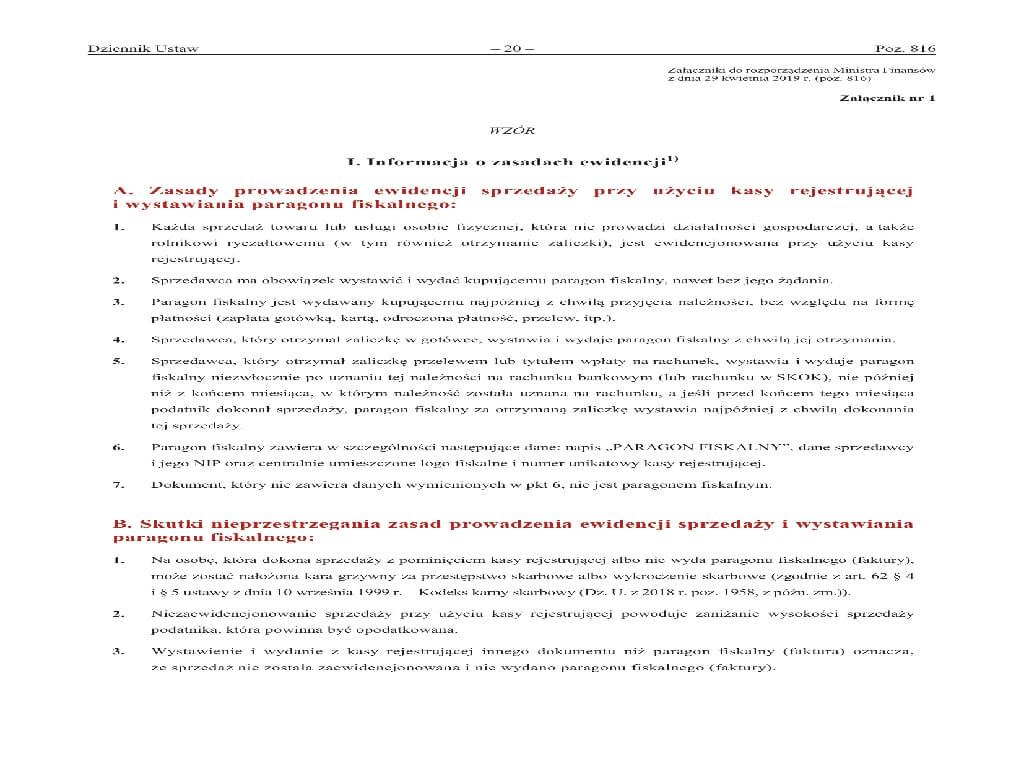 Dziennik Ustaw – 20 – Poz. 816
Załączniki do rozporządzenia Ministra Finansów
z dnia 29 kwietnia 2019 r. (poz. 816)
Załącznik nr 1
WZÓR
I. Informacja o zasadach ewidencji1)
A. Zasady prowadzenia ewidencji sprzedaży przy użyciu kasy rejestrującej
i wystawiania paragonu fiskalnego:
1. Każda sprzedaż towaru lub usługi osobie fizycznej, która nie prowadzi działalności gospodarczej, a także
rolnikowi ryczałtowemu (w tym również otrzymanie zaliczki), jest ewidencjonowana przy użyciu kasy
rejestrującej.
2. Sprzedawca ma obowiązek wystawić i wydać kupującemu paragon fiskalny, nawet bez jego żądania.
3. Paragon fiskalny jest wydawany kupującemu najpóźniej z chwilą przyjęcia należności, bez względu na formę
płatności (zapłata gotówką, kartą, odroczona płatność, przelew, itp.).
4. Sprzedawca, który otrzymał zaliczkę w gotówce, wystawia i wydaje paragon fiskalny z chwilą jej otrzymania.
5. Sprzedawca, który otrzymał zaliczkę przelewem lub tytułem wpłaty na rachunek, wystawia i wydaje paragon
fiskalny niezwłocznie po uznaniu tej należności na rachunku bankowym (lub rachunku w SKOK), nie później
niż z końcem miesiąca, w którym należność została uznana na rachunku, a jeśli przed końcem tego miesiąca
podatnik dokonał sprzedaży, paragon fiskalny za otrzymaną zaliczkę wystawia najpóźniej z chwilą dokonania
tej sprzedaży.
6. Paragon fiskalny zawiera w szczególności następujące dane: napis „PARAGON FISKALNY”, dane sprzedawcy
i jego NIP oraz centralnie umieszczone logo fiskalne i numer unikatowy kasy rejestrującej.
7. Dokument, który nie zawiera danych wymienionych w pkt 6, nie jest paragonem fiskalnym.
B. Skutki nieprzestrzegania zasad prowadzenia ewidencji sprzedaży i wystawiania
paragonu fiskalnego:
1. Na osobę, która dokona sprzedaży z pominięciem kasy rejestrującej albo nie wyda paragonu fiskalnego (faktury),
może zostać nałożona kara grzywny za przestępstwo skarbowe albo wykroczenie skarbowe (zgodnie z art. 62 § 4
i § 5 ustawy z dnia 10 września 1999 r. Kodeks karny skarbowy (Dz. U. z 2018 r. poz. 1958, z późn. zm.)).
2. Niezaewidencjonowanie sprzedaży przy użyciu kasy rejestrującej powoduje zaniżanie wysokości sprzedaży
podatnika, która powinna być opodatkowana.
3. Wystawienie i wydanie z kasy rejestrującej innego dokumentu niż paragon fiskalny (faktura) oznacza,
że sprzedaż nie została zaewidencjonowana i nie wydano paragonu fiskalnego (faktury).